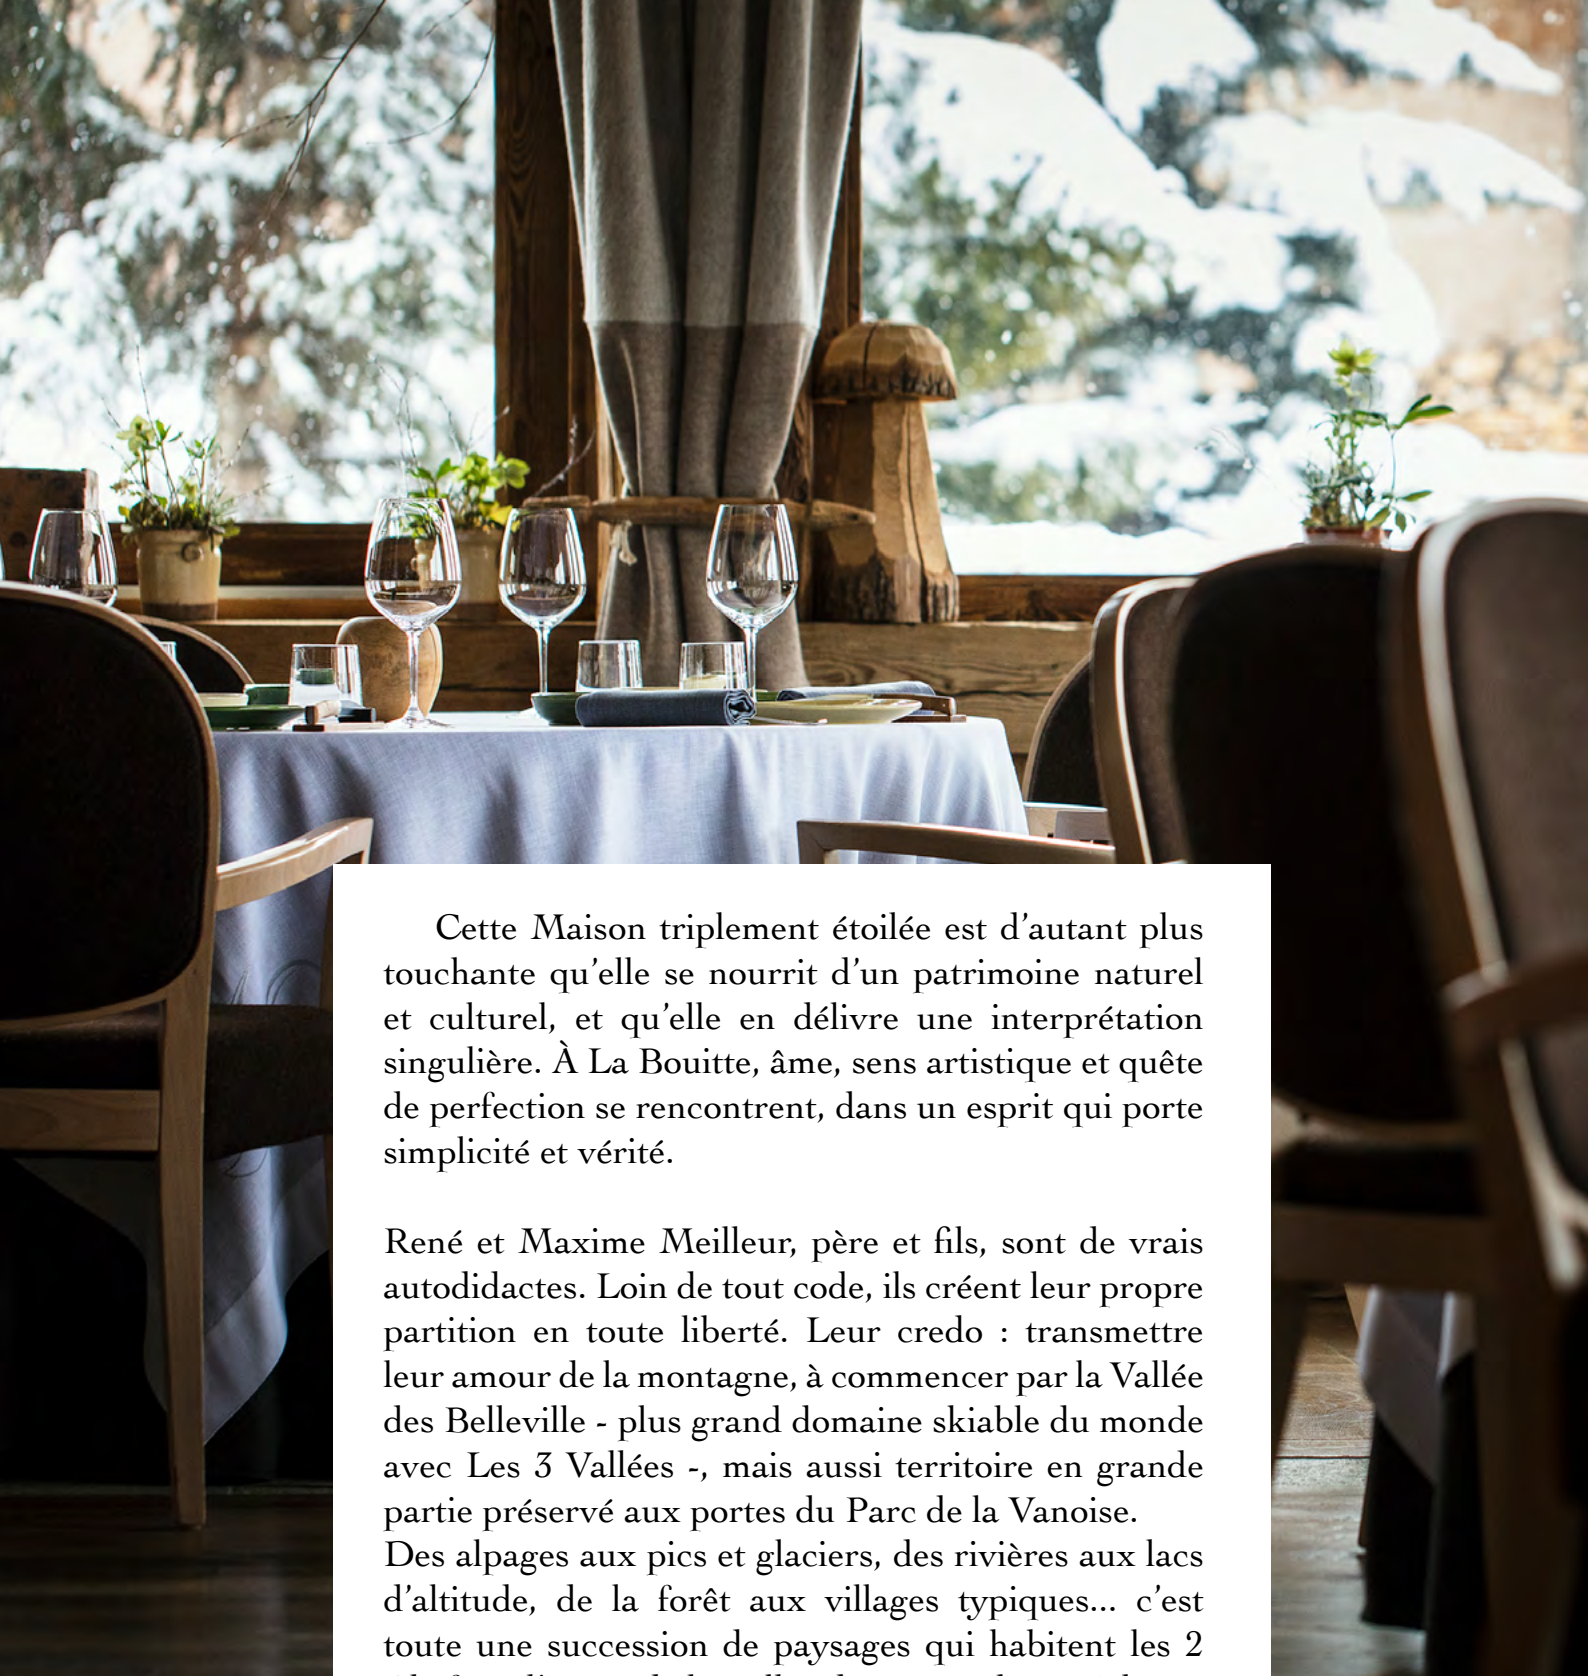 Cette Maison triplement étoilée est d’autant plus
touchante qu’elle se nourrit d’un patrimoine naturel
et culturel, et qu’elle en délivre une interprétation
singulière. À La Bouitte, âme, sens artistique et quête
de perfection se rencontrent, dans un esprit qui porte
simplicité et vérité.
René et Maxime Meilleur, père et fils, sont de vrais
autodidactes. Loin de tout code, ils créent leur propre
partition en toute liberté. Leur credo : transmettre
leur amour de la montagne, à commencer par la Vallée
des Belleville - plus grand domaine skiable du monde
avec Les 3 Vallées -, mais aussi territoire en grande
partie préservé aux portes du Parc de la Vanoise.
Des alpages aux pics et glaciers, des rivières aux lacs
d’altitude, de la forêt aux villages typiques... c’est
toute une succession de paysages qui habitent les 2